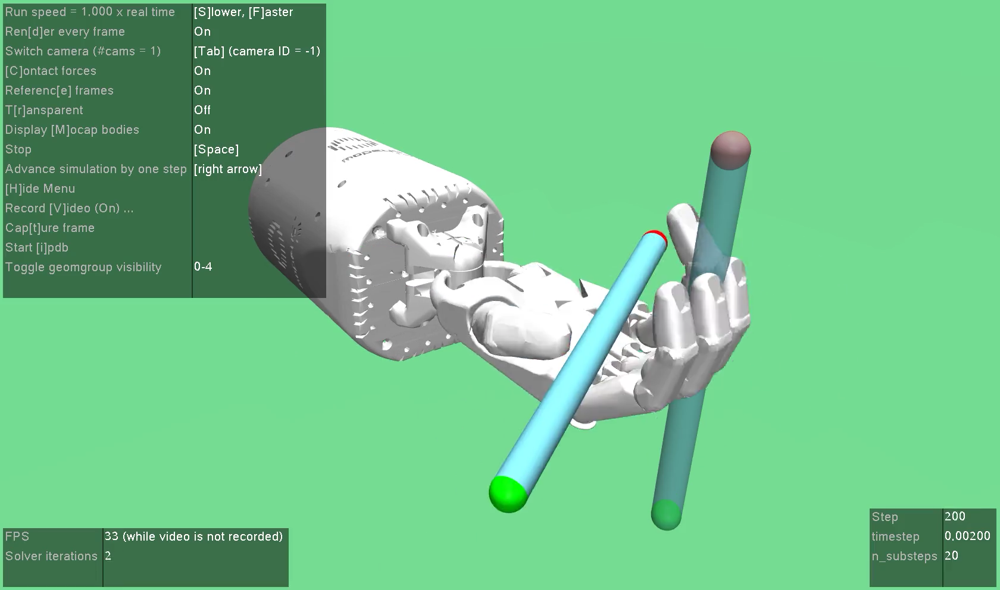 Run speed = 1.000 x real time [S]lower, [F]aster
Ren[d]er every frame On
Switch camera (#cams = 1) [Tab] (camera ID = -1)
[C]ontact forces On
Referenc[e] frames On
T[r]ansparent Off
Display [M]ocap bodies On
Stop [Space]
Advance simulation by one step [right arrow]
[H]ide Menu
Record [V]ideo (On) ...
Cap[t]ure frame
Start [i]pdb
Toggle geomgroup visibility 0-4
FPS 33 (while video is not recorded)
Solver iterations 2
Step 200
timestep 0.00200
n_substeps 20